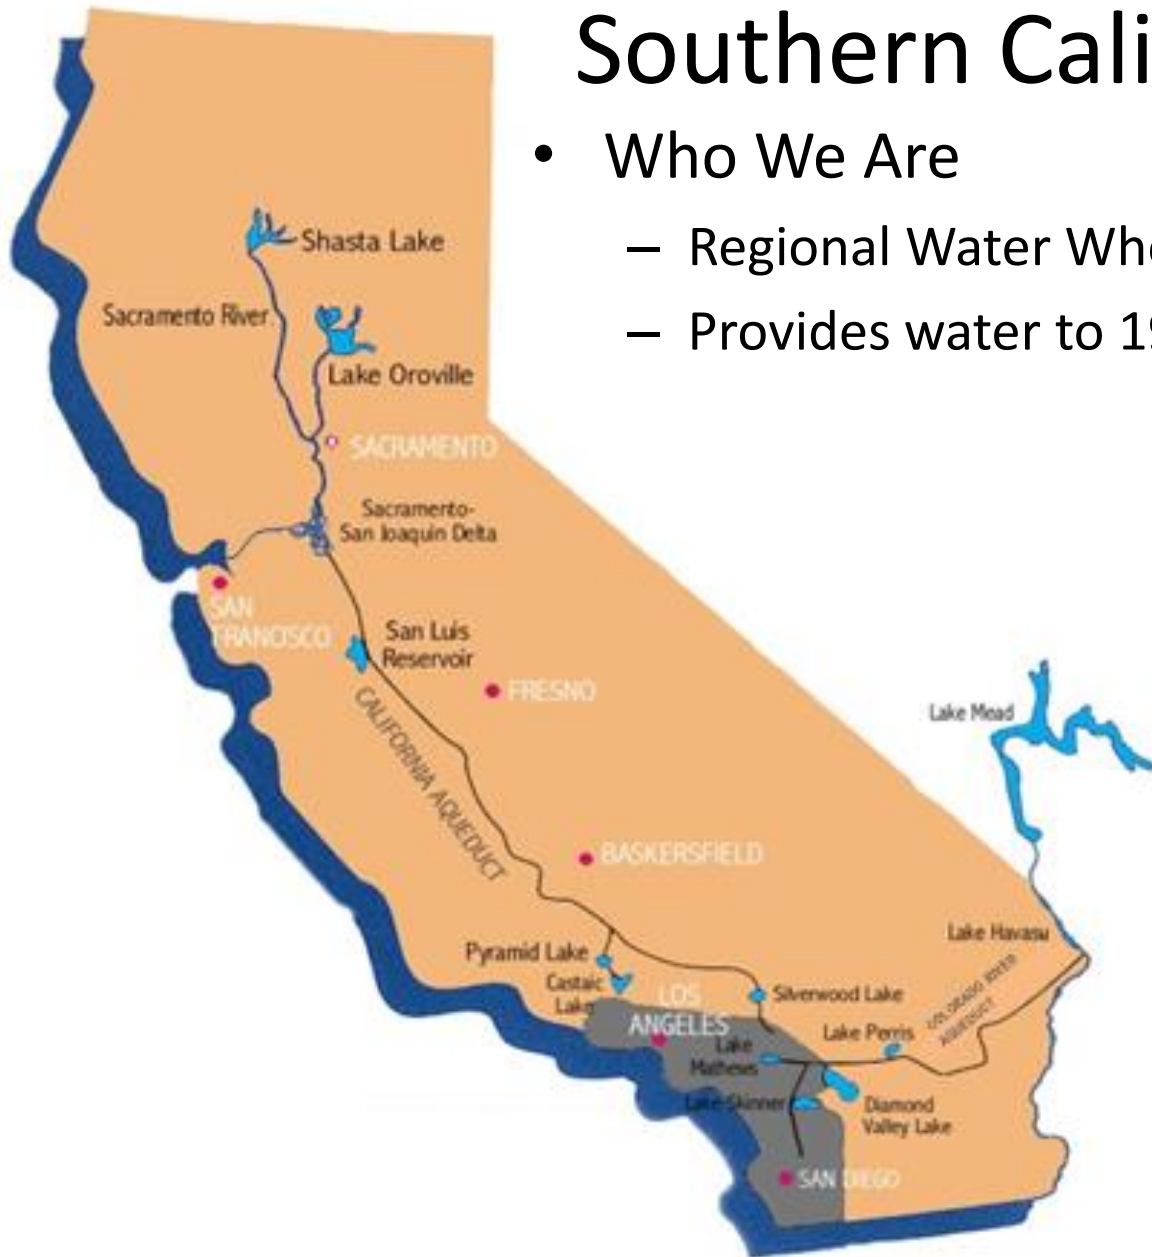 Southern Cali
• Who We Are
– Regional Water Who
– Provides water to 19
Shasta Lake
Sacramento River
Lake Oroville
SACRAMENTO
Sacramento-
San Joaquin Delta
SAN
FRANCISCO
San Luis
Reservoir
FRESNO
CALIFORNIA AQUEDUCT
Lake Mead
BASKERSFIELD
Lake Havasu
Pyramid Lake
Castaic
Lake
Silverwood Lake
COLORADO RIVER
AQUEDUCT
LOS
ANGELES
Lake Perris
Lake
Mathews
Lake Skinner
Diamond
Valley Lake
SAN DIEGO